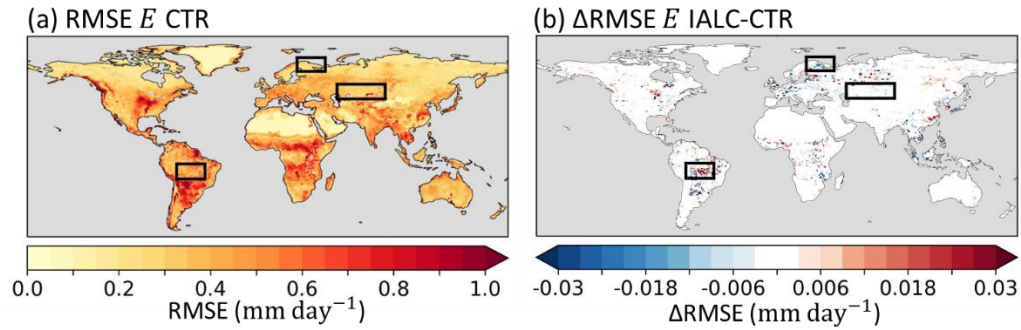 (a) RMSE E CTR
(b) ΔRMSE E IALC-CTR
0.0 0.2 0.4 0.6 0.8 1.0
RMSE (mm day⁻¹)
-0.03 -0.018 -0.006 0.006 0.018 0.03
ΔRMSE (mm day⁻¹)